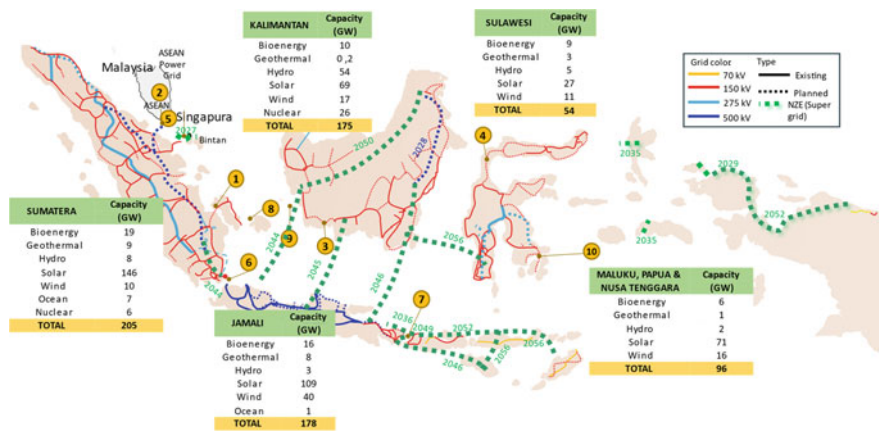 KALIMANTAN Capacity (GW)
Bioenergy 10
Geothermal 0 ,2
Hydro 54
Solar 69
Wind 17
Nuclear 26
TOTAL 175
SULAWESI Capacity (GW)
Bioenergy 9
Geothermal 3
Hydro 5
Solar 27
Wind 11
TOTAL 54
Grid color Type
70 kV Existing
150 kV Planned
275 kV NZE (Super grid)
500 kV
Malaysia
ASEAN Power Grid
2
ASEAN
5
Singapura
2027
Bintan
1
8
9
3
4
10
6
7
2050
2028
2044
2045
2046
2056
2044
2035
2035
2029
2052
2036
2049
2052
2046
2056
2056
SUMATERA Capacity (GW)
Bioenergy 19
Geothermal 9
Hydro 8
Solar 146
Wind 10
Ocean 7
Nuclear 6
TOTAL 205
JAMALI Capacity (GW)
Bioenergy 16
Geothermal 8
Hydro 3
Solar 109
Wind 40
Ocean 1
TOTAL 178
MALUKU, PAPUA & NUSA TENGGARA Capacity (GW)
Bioenergy 6
Geothermal 1
Hydro 2
Solar 71
Wind 16
TOTAL 96